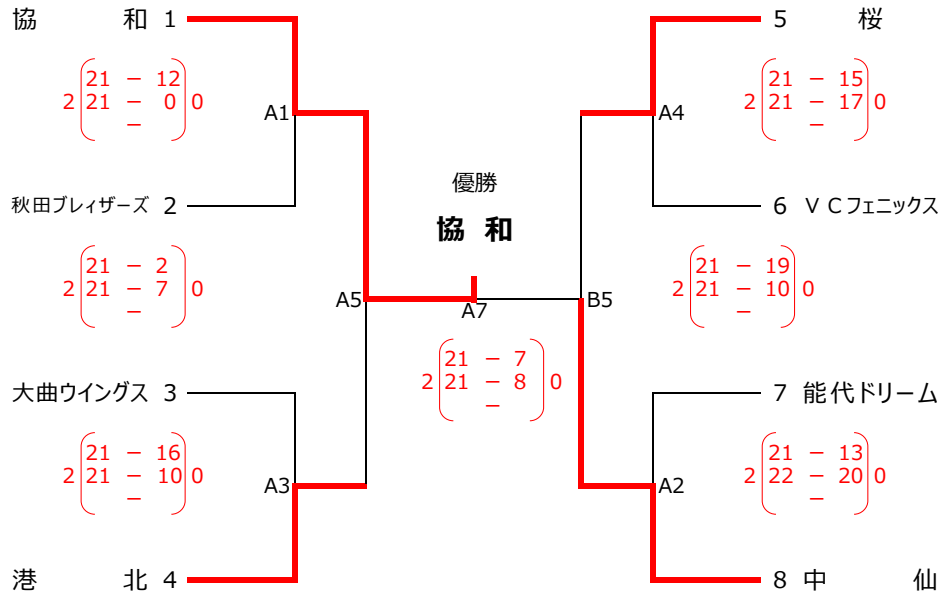 協 和 1
21 － 12
2 21 － 0 0
－
A1
秋田ブレイザーズ 2
21 － 2
2 21 － 7 0
－
A5
大曲ウイングス 3
21 － 16
2 21 － 10 0
－
A3
港 北 4
優勝
協 和
A7
21 － 7
2 21 － 8 0
－
5 桜
21 － 15
2 21 － 17 0
－
A4
6 ＶＣフェニックス
21 － 19
2 21 － 10 0
－
B5
7 能代ドリーム
21 － 13
2 22 － 20 0
－
A2
8 中 仙